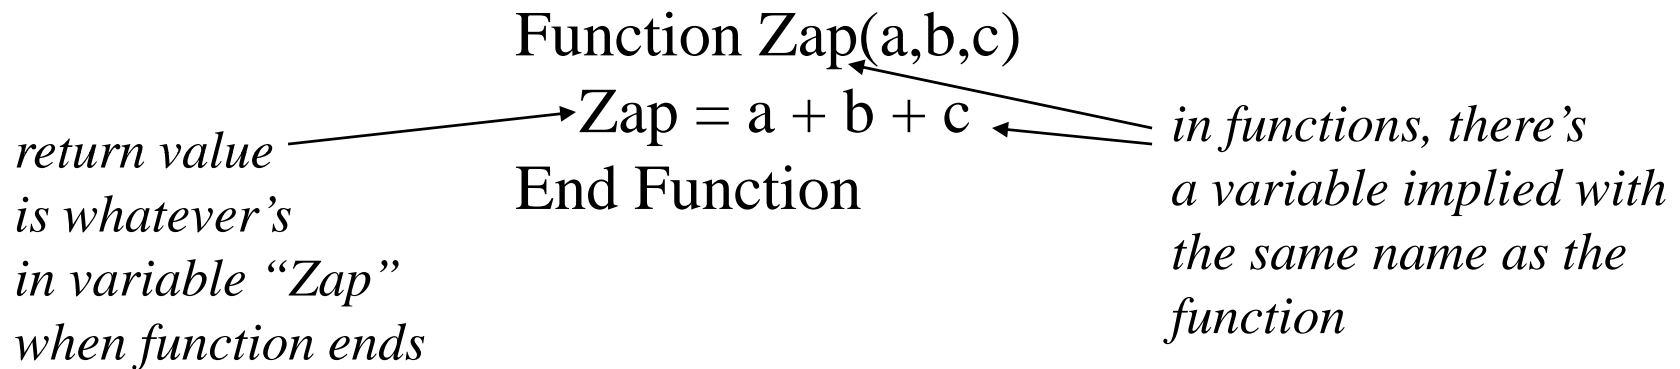 Function Zap(a,b,c)
Zap = a + b + c
End Function
return value
is whatever’s
in variable “Zap”
when function ends
in functions, there’s
a variable implied with
the same name as the
function